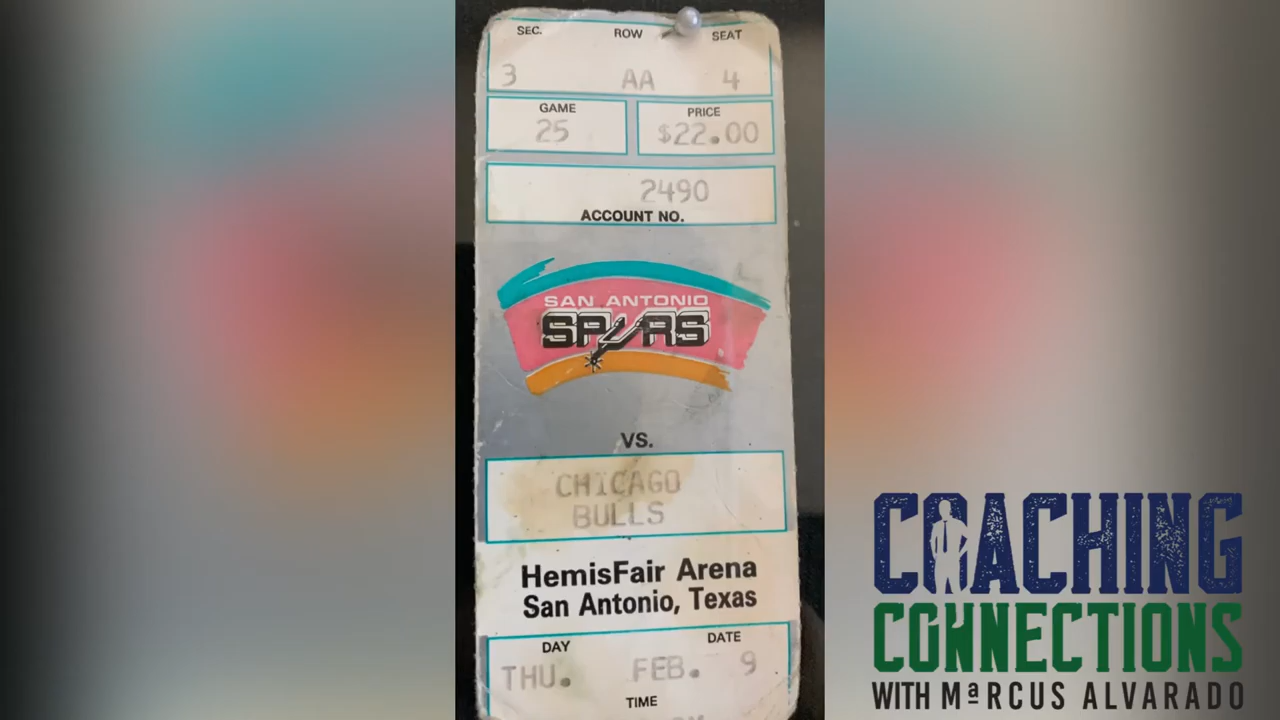 SEC. ROW SEAT
3 AA 4
GAME PRICE
25 $22.00
2490
ACCOUNT NO.
SAN ANTONIO
SPURS
VS.
CHICAGO
BULLS
HemisFair Arena
San Antonio, Texas
DAY DATE
THU. FEB. 9
TIME
COACHING
CONNECTIONS
WITH MªRCUS ALVARADO